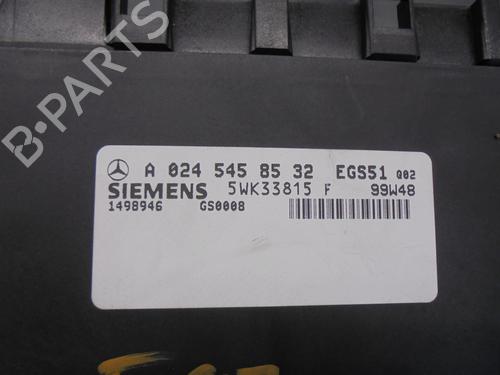 A 024 545 85 32 EGS51 Q02
SIEMENS 5WK33815 F 99W48
1498946 GS0008
B-PARTS